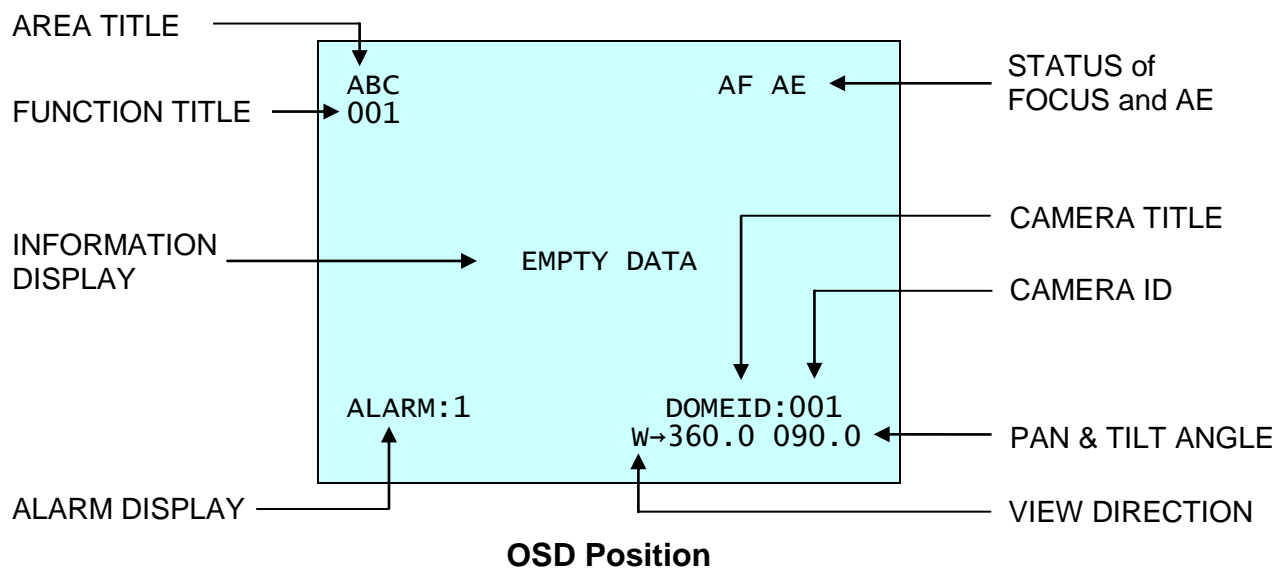 AREA TITLE
ABC
AF AE
STATUS of
FOCUS and AE
FUNCTION TITLE
001
CAMERA TITLE
INFORMATION
DISPLAY
EMPTY DATA
CAMERA ID
ALARM:1
DOMEID:001
W→360.0 090.0
PAN & TILT ANGLE
ALARM DISPLAY
VIEW DIRECTION
OSD Position